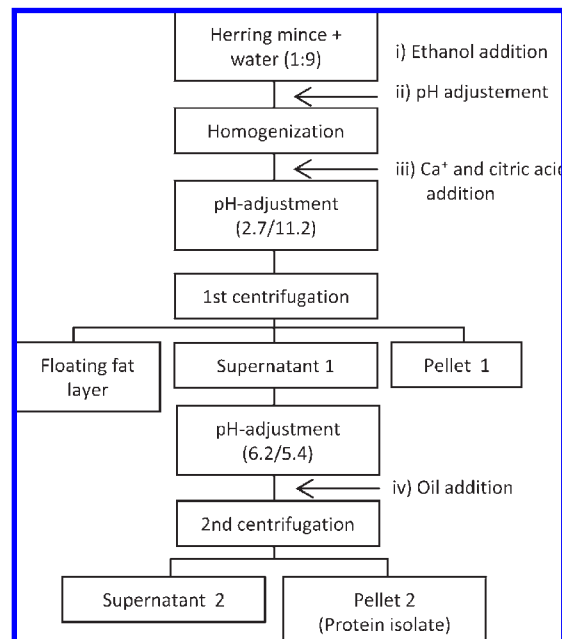 Herring mince +
water (1:9)
i) Ethanol addition
ii) pH adjustement
Homogenization
iii) Ca⁺ and citric acid
addition
pH-adjustment
(2.7/11.2)
1st centrifugation
Floating fat
layer
Supernatant 1
Pellet 1
pH-adjustment
(6.2/5.4)
iv) Oil addition
2nd centrifugation
Supernatant 2
Pellet 2
(Protein isolate)